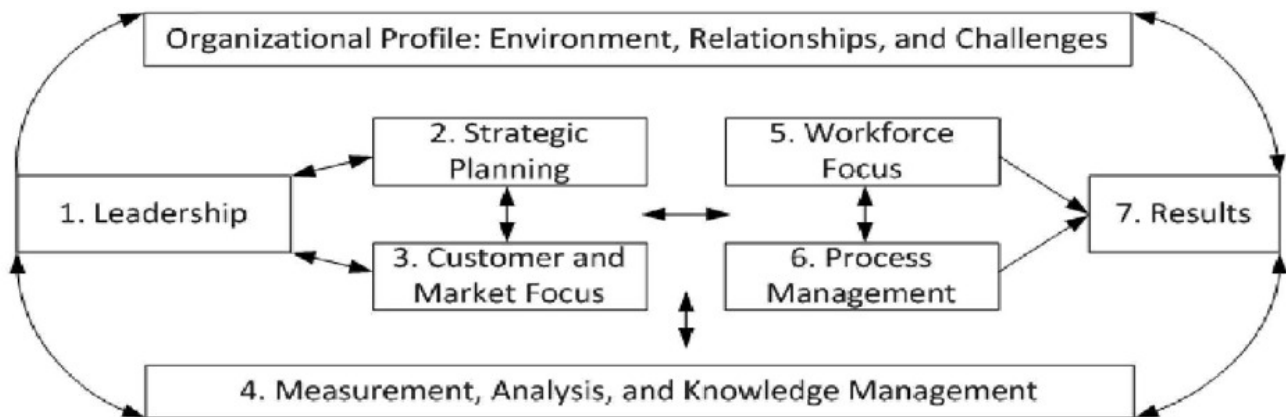 Organizational Profile: Environment, Relationships, and Challenges
2. Strategic
Planning
5. Workforce
Focus
1. Leadership
7. Results
3. Customer and
Market Focus
6. Process
Management
4. Measurement, Analysis, and Knowledge Management